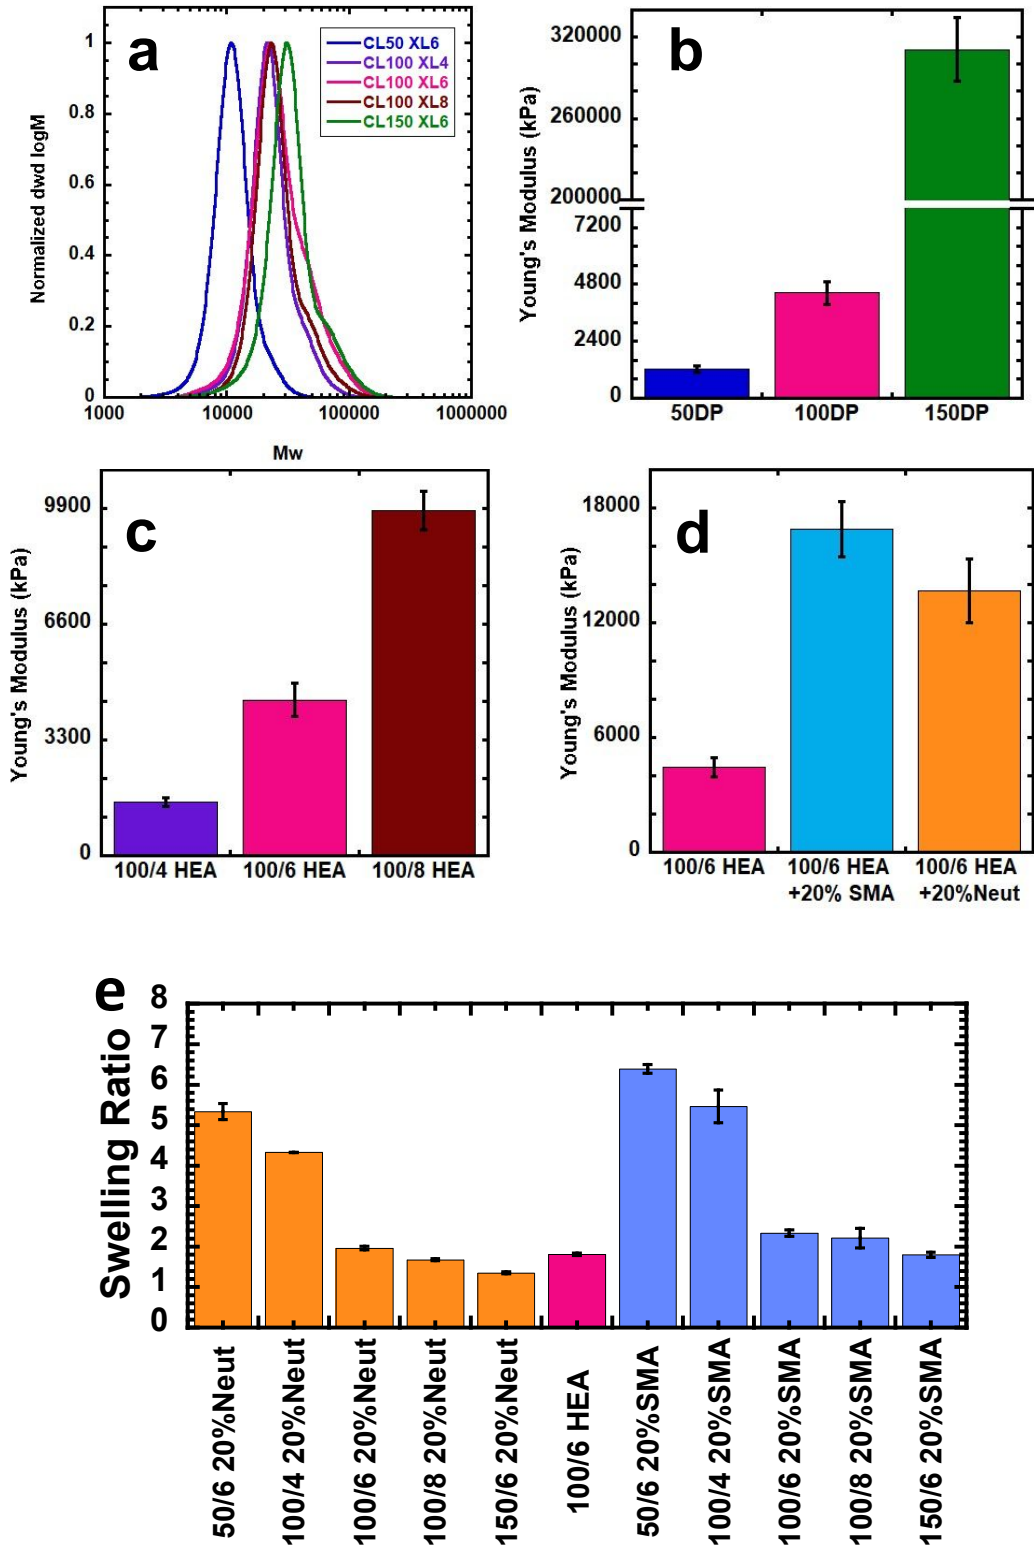 a
CL50 XL6
CL100 XL4
CL100 XL6
CL100 XL8
CL150 XL6
Normalized dwd logM
1
0.8
0.6
0.4
0.2
0
1000
10000
100000
1000000
Mw
b
Young's Modulus (kPa)
320000
260000
200000
7200
4800
2400
0
50DP
100DP
150DP
c
Young's Modulus (kPa)
9900
6600
3300
0
100/4 HEA
100/6 HEA
100/8 HEA
d
Young's Modulus (kPa)
18000
12000
6000
0
100/6 HEA
100/6 HEA
+20% SMA
100/6 HEA
+20%Neut
e
Swelling Ratio
8
7
6
5
4
3
2
1
0
50/6 20%Neut
100/4 20%Neut
100/6 20%Neut
100/8 20%Neut
150/6 20%Neut
100/6 HEA
50/6 20%SMA
100/4 20%SMA
100/6 20%SMA
100/8 20%SMA
150/6 20%SMA